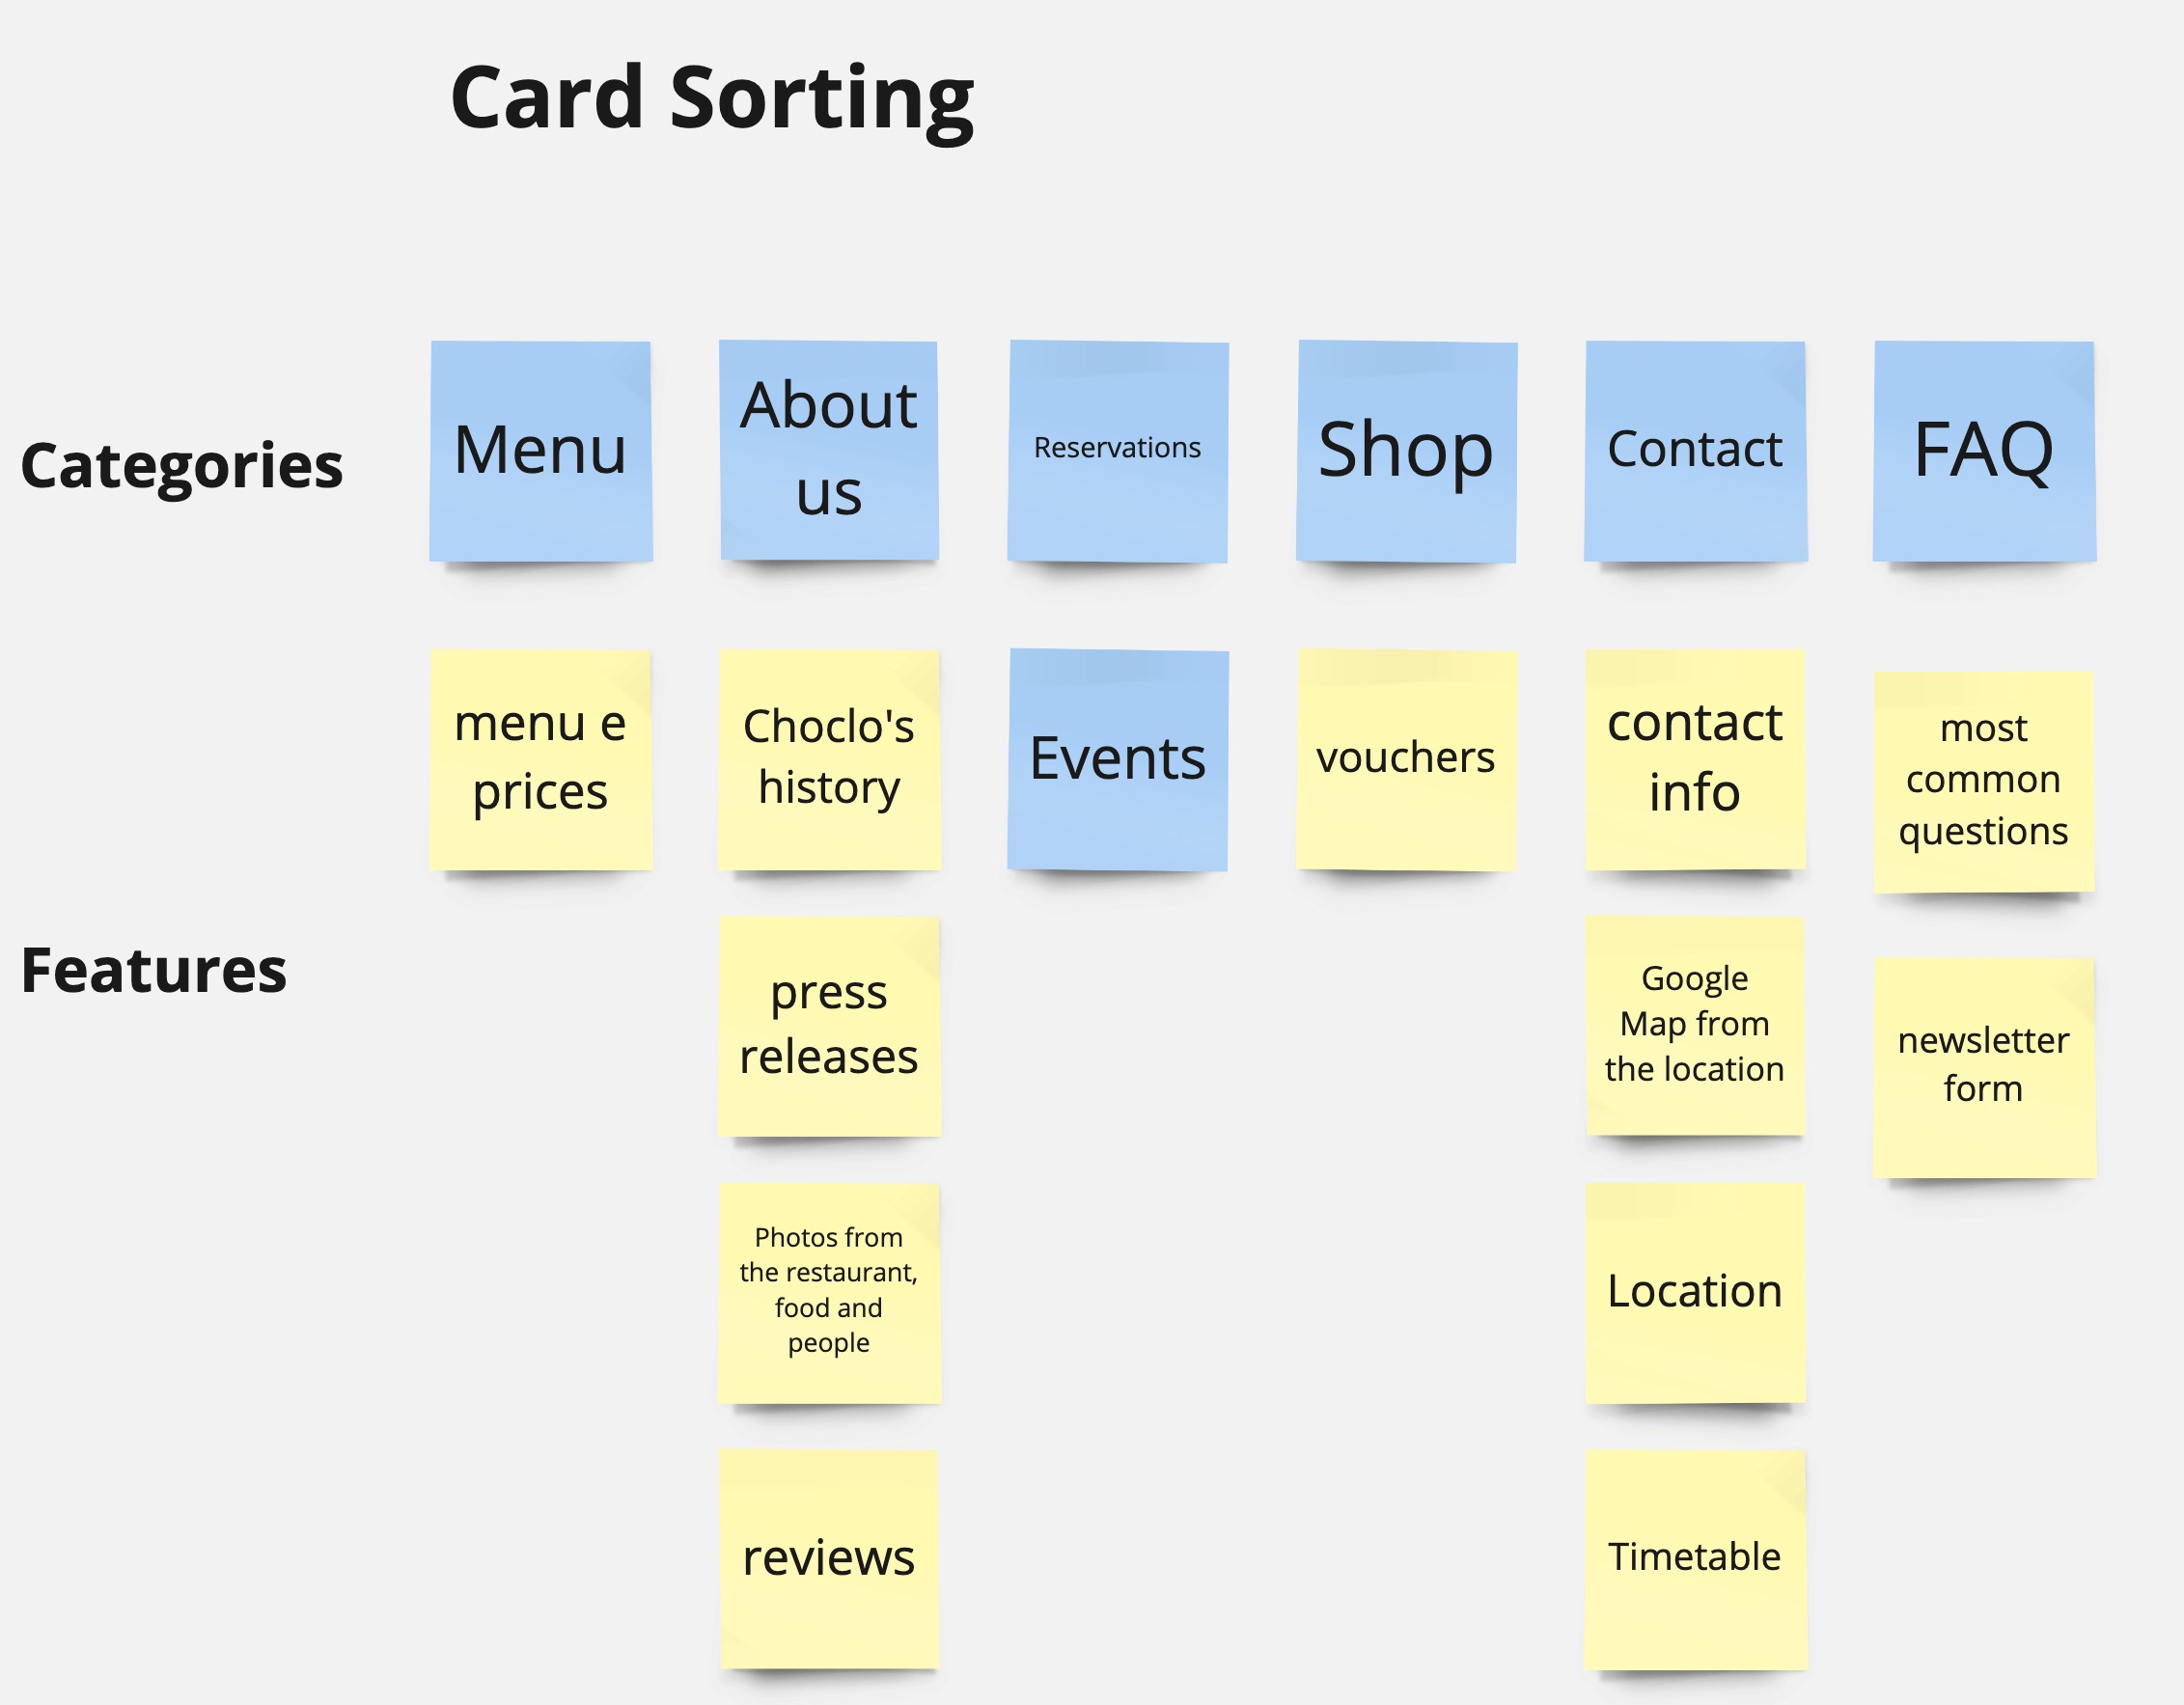 Card Sorting
Categories
Menu
About
us
Reservations
Shop
Contact
FAQ
Features
menu e
prices
Choclo's
history
Events
vouchers
contact
info
most
common
questions
press
releases
Google
Map from
the location
newsletter
form
Photos from
the restaurant,
food and
people
Location
reviews
Timetable